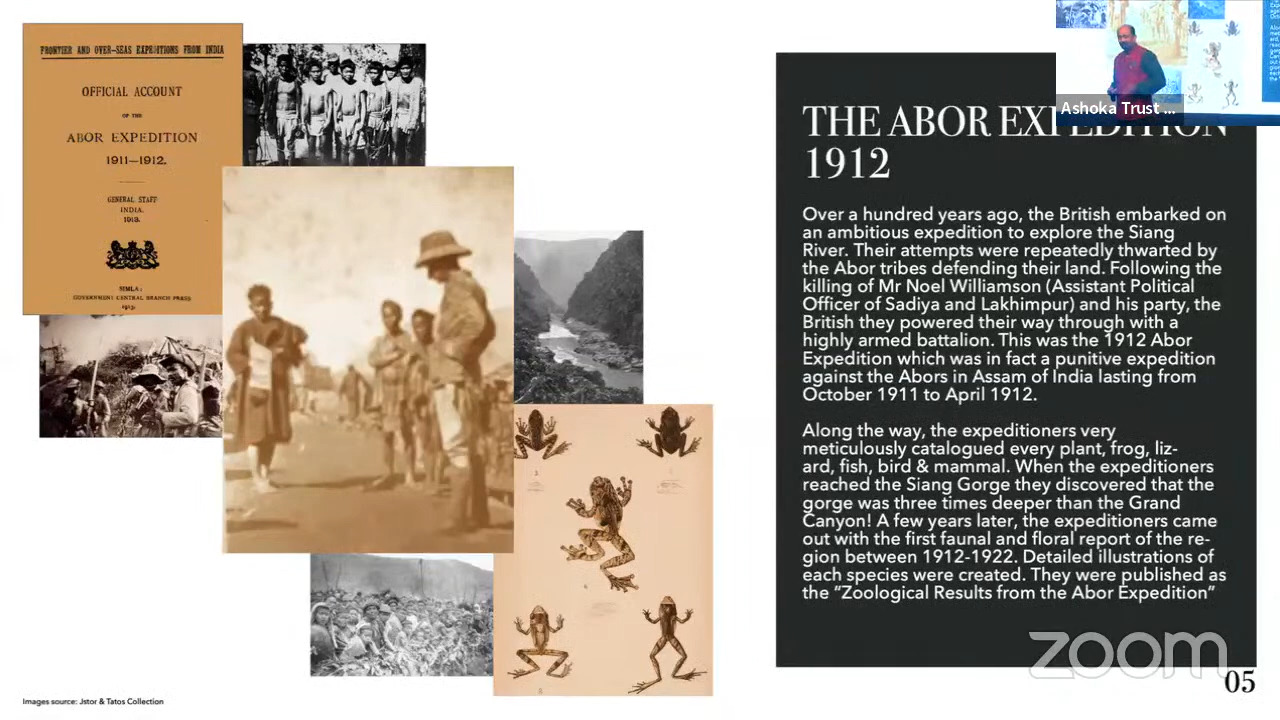 FRONTIER AND OVER-SEAS EXPEDITIONS FROM INDIA
OFFICIAL ACCOUNT
OF THE
ABOR EXPEDITION
1911—1912.
GENERAL STAFF
INDIA.
1913.
SIMLA:
GOVERNMENT CENTRAL BRANCH PRESS
1913.
Ashoka Trust ...
THE ABOR EXPEDITION
1912
Over a hundred years ago, the British embarked on
an ambitious expedition to explore the Siang
River. Their attempts were repeatedly thwarted by
the Abor tribes defending their land. Following the
killing of Mr Noel Williamson (Assistant Political
Officer of Sadiya and Lakhimpur) and his party, the
British they powered their way through with a
highly armed battalion. This was the 1912 Abor
Expedition which was in fact a punitive expedition
against the Abors in Assam of India lasting from
October 1911 to April 1912.
Along the way, the expeditioners very
meticulously catalogued every plant, frog, liz-
ard, fish, bird & mammal. When the expeditioners
reached the Siang Gorge they discovered that the
gorge was three times deeper than the Grand
Canyon! A few years later, the expeditioners came
out with the first faunal and floral report of the re-
gion between 1912-1922. Detailed illustrations of
each species were created. They were published as
the “Zoological Results from the Abor Expedition”
zoom
05
Images source: Jstor & Tatos Collection